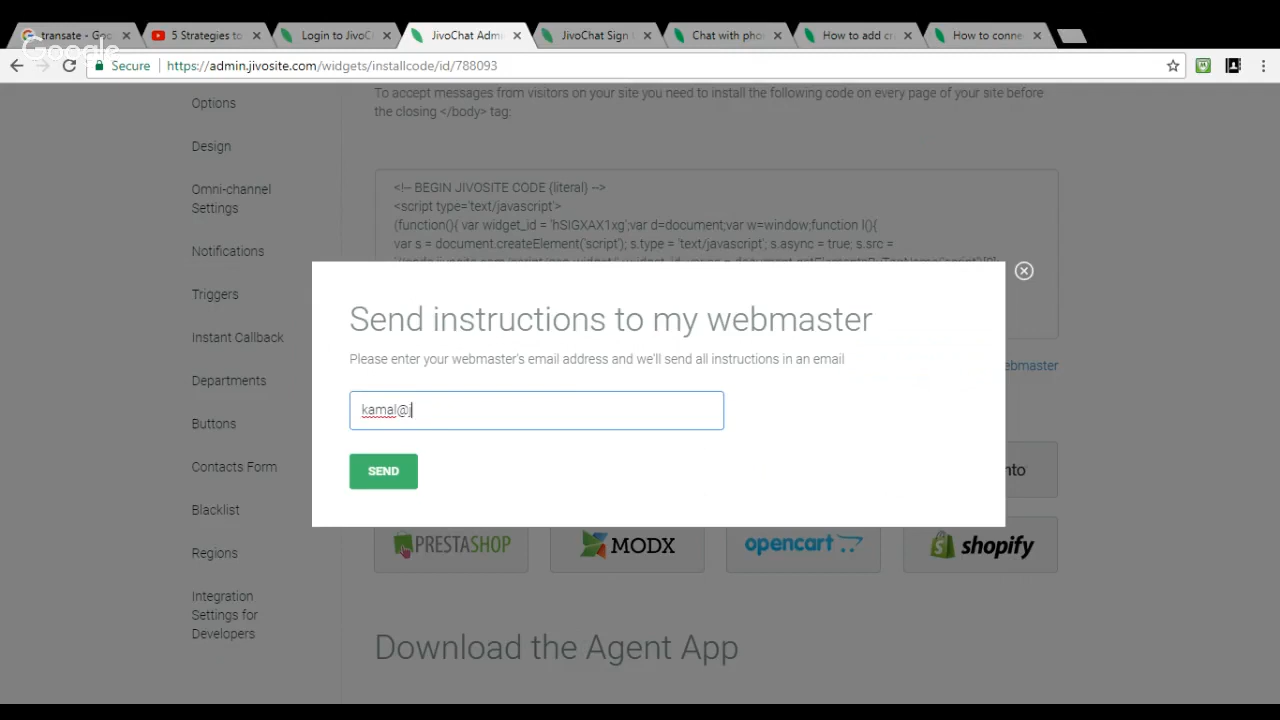 transate - Goo
5 Strategies to
Login to JivoC
JivoChat Admi
JivoChat Sign
Chat with pho
How to add cr
How to conne
Google
Secure
https://admin.jivosite.com/widgets/installcode/id/788093
To accept messages from visitors on your site you need to install the following code on every page of your site before
the closing </body> tag:
Options
Design
Omni-channel
Settings
Notifications
Triggers
Instant Callback
Departments
Buttons
Contacts Form
Blacklist
Regions
Integration
Settings for
Developers
<!-- BEGIN JIVOSITE CODE {literal} -->
<script type='text/javascript'>
(function(){ var widget_id = 'hSIGXAX1xg';var d=document;var w=window;function l(){
var s = document.createElement('script'); s.type = 'text/javascript'; s.async = true; s.src =
Send instructions to my webmaster
Please enter your webmaster's email address and we'll send all instructions in an email
kamal@j
SEND
ebmaster
nto
PRESTASHOP
MODX
opencart
shopify
Download the Agent App